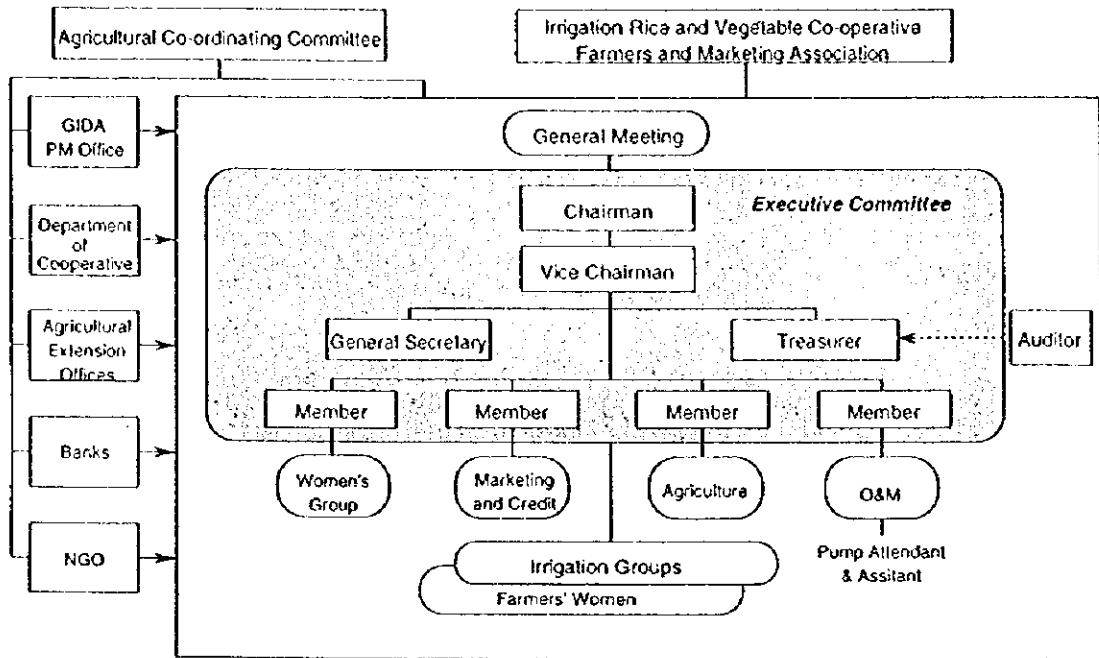 Agricultural Co-ordinating Committee
Irrigation Rice and Vegetable Co-operative
Farmers and Marketing Association
GIDA
PM Office
Department
of
Cooperative
Agricultural
Extension
Offices
Banks
NGO
General Meeting
Executive Committee
Chairman
Vice Chairman
General Secretary
Treasurer
Auditor
Member
Member
Member
Member
Women's
Group
Marketing
and Credit
Agriculture
O&M
Pump Attendant
& Assitant
Irrigation Groups
Farmers' Women